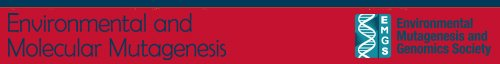 Environmental and
Molecular Mutagenesis
EMGS
Environmental
Mutagenesis and
Genomics Society